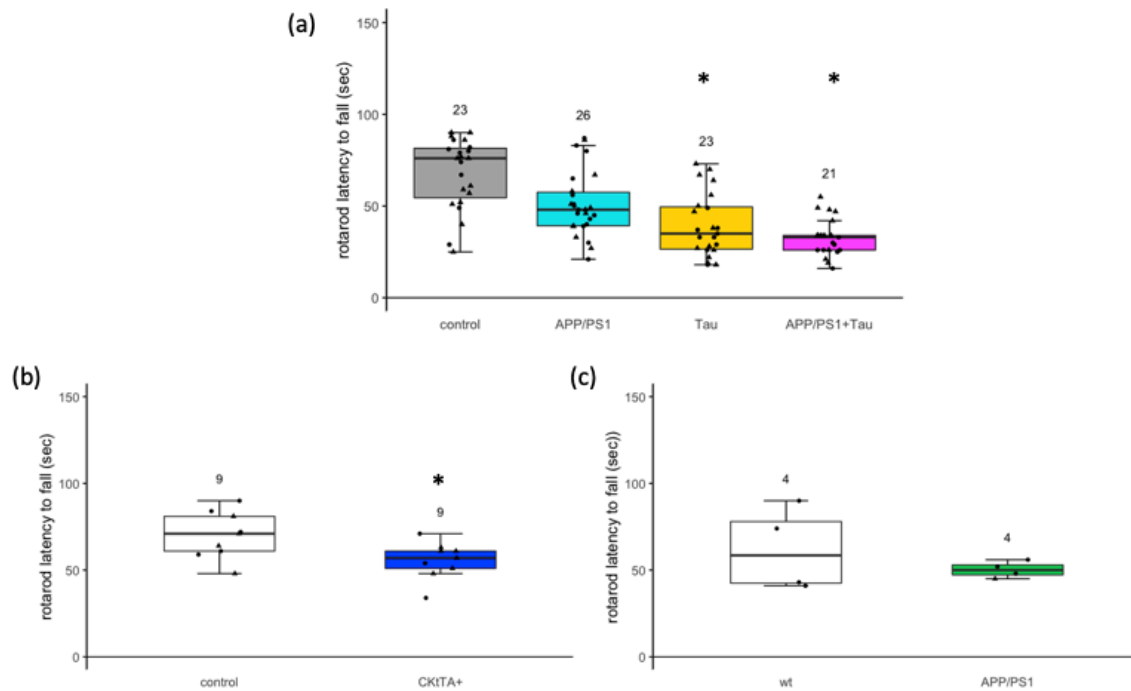 (a)
rotarod latency to fall (sec)
150
100
50
0
23
26
*
23
*
21
control APP/PS1 Tau APP/PS1+Tau
(b)
rotarod latency to fall (sec)
150
100
50
0
9
*
9
control CKtTA+
(c)
rotarod latency to fall (sec))
150
100
50
0
4
4
wt APP/PS1